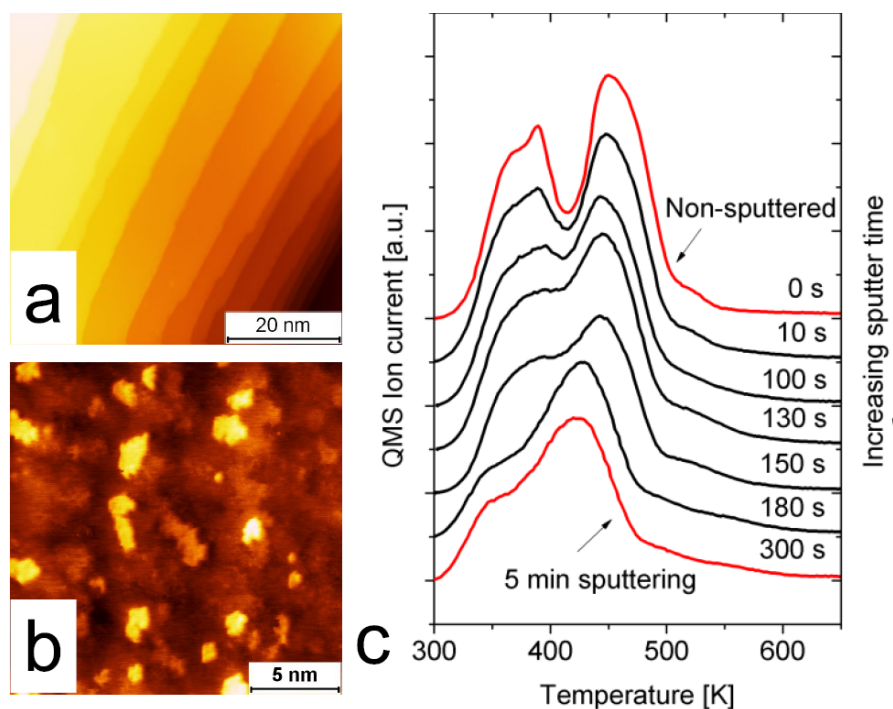 a
20 nm
b
5 nm
c
QMS Ion current [a.u.]
Non-sputtered
0 s
10 s
100 s
130 s
150 s
180 s
300 s
5 min sputtering
300 400 500 600
Temperature [K]
Increasing sputter time